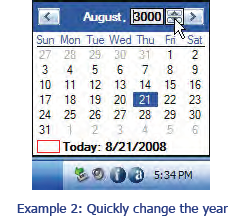 August, 3000
Sun Mon Tue Wed Thu Fri Sat
27 28 29 30 31 1 2
3 4 5 6 7 8 9
10 11 12 13 14 15 16
17 18 19 20 21 22 23
24 25 26 27 28 29 30
31 1 2 3 4 5 6
Today: 8/21/2008
5:34 PM
Example 2: Quickly change the year